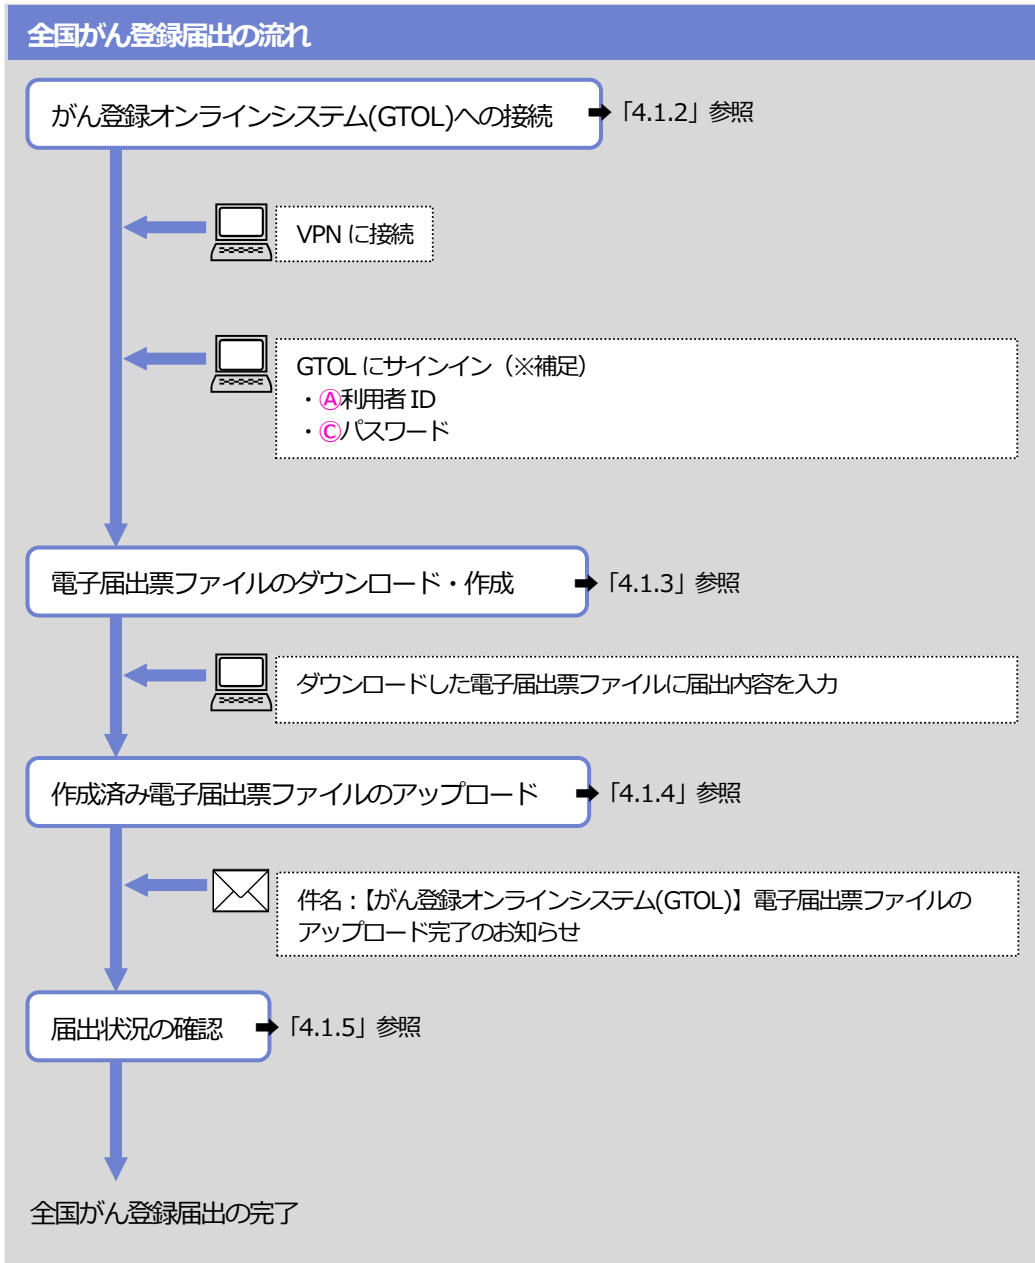 全国がん登録届出の流れ
がん登録オンラインシステム(GTOL)への接続 ➡ 「4.1.2」参照
VPN に接続
GTOL にサインイン（※補足）
・Ⓐ利用者 ID
・Ⓒパスワード
電子届出票ファイルのダウンロード・作成 ➡ 「4.1.3」参照
ダウンロードした電子届出票ファイルに届出内容を入力
作成済み電子届出票ファイルのアップロード ➡ 「4.1.4」参照
件名：【がん登録オンラインシステム(GTOL)】電子届出票ファイルの
アップロード完了のお知らせ
届出状況の確認 ➡ 「4.1.5」参照
全国がん登録届出の完了